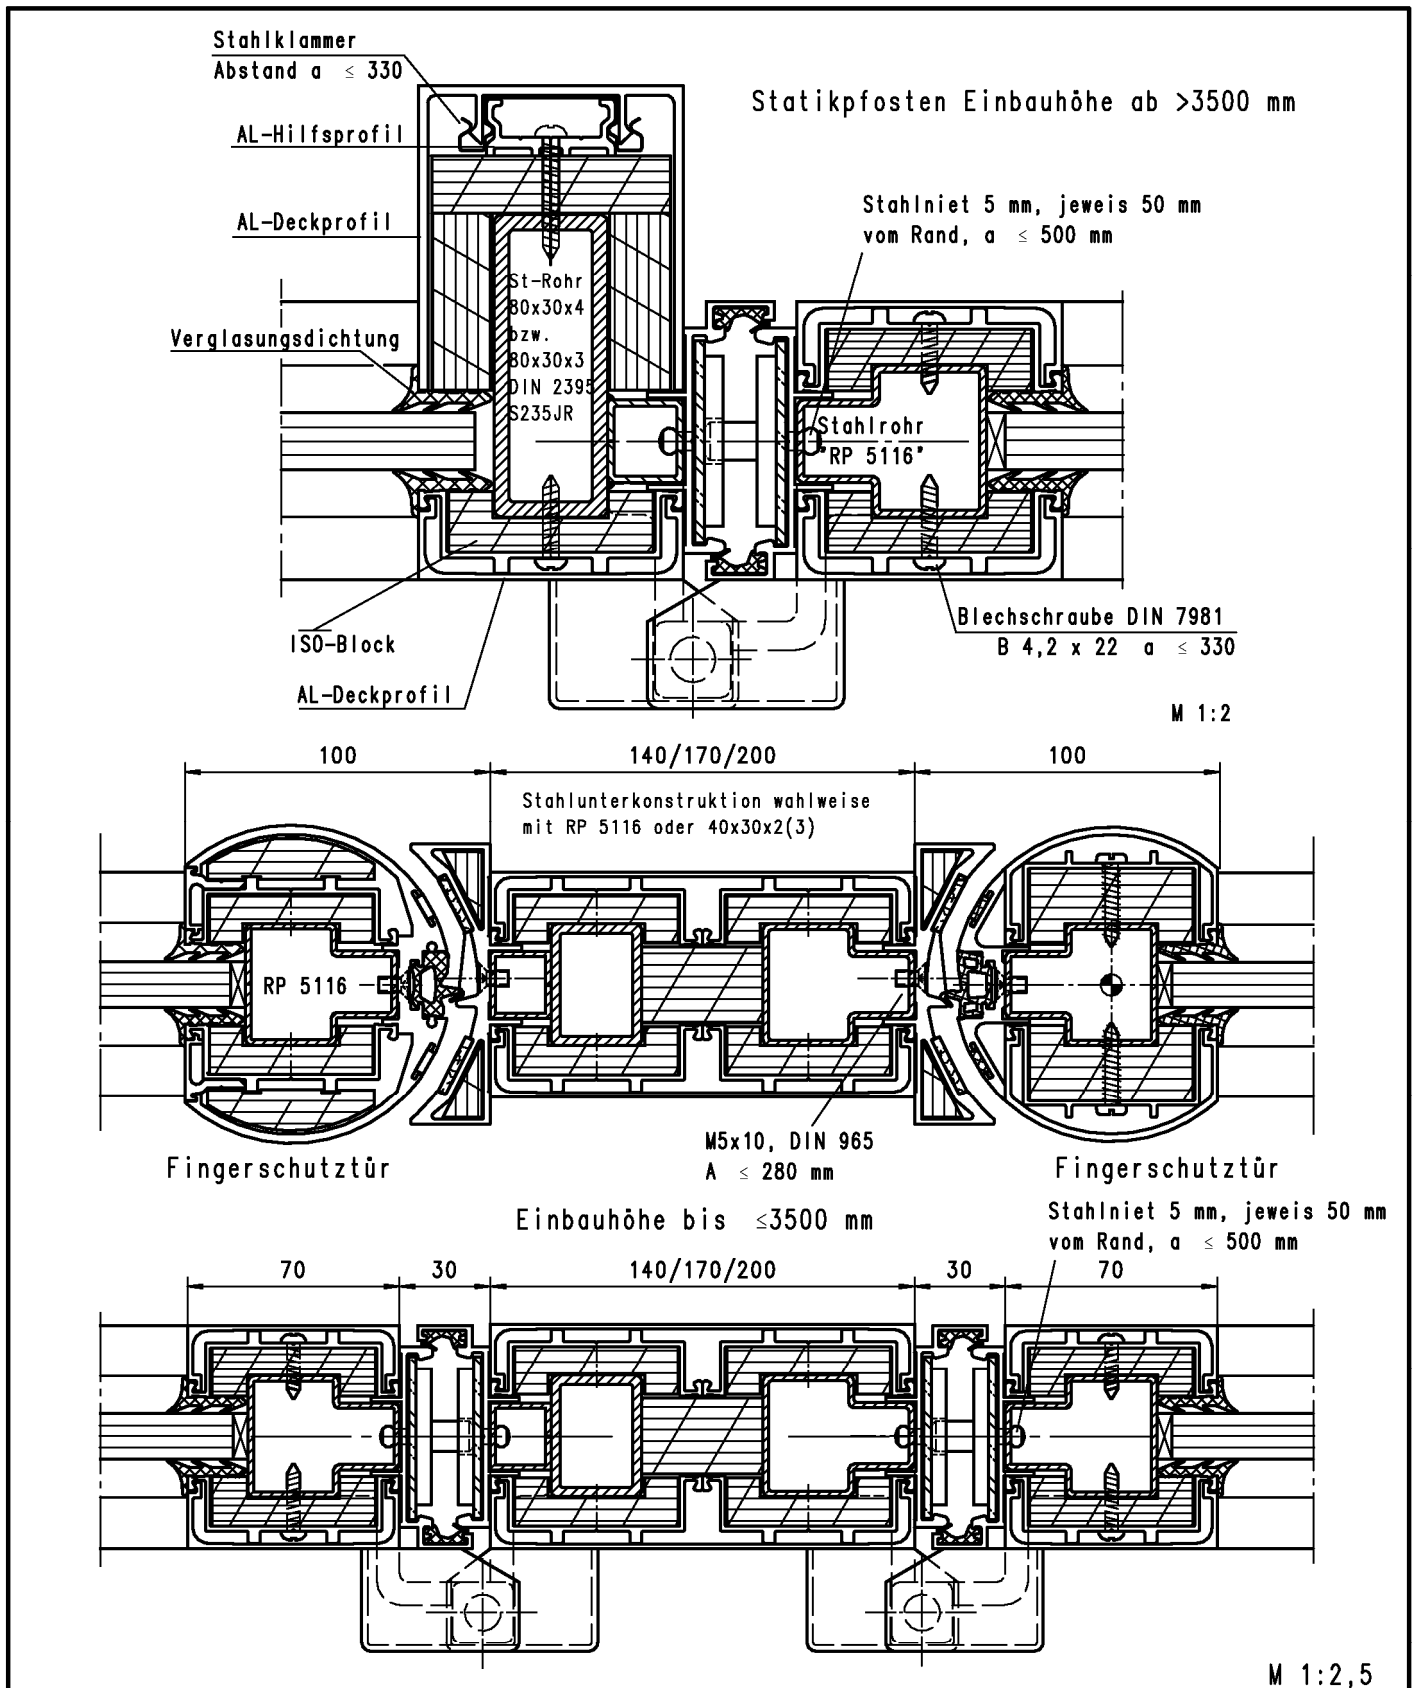 Stahlklammer
Abstand a ≤ 330
Statikpfosten Einbauhöhe ab >3500 mm
AL-Hilfsprofil
Stahlniet 5 mm, jeweis 50 mm
vom Rand, a ≤ 500 mm
AL-Deckprofil
St-Rohr
80x30x4
bzw.
80x30x3
DIN 2395
S235JR
Verglasungsdichtung
Stahlrohr
"RP 5116"
Blechschraube DIN 7981
B 4,2 x 22 a ≤ 330
ISO-Block
AL-Deckprofil
M 1:2
100
140/170/200
100
Stahlunterkonstruktion wahlweise
mit RP 5116 oder 40x30x2(3)
RP 5116
M5x10, DIN 965
A ≤ 280 mm
Fingerschutztür
Fingerschutztür
Einbauhöhe bis ≤3500 mm
Stahlniet 5 mm, jeweis 50 mm
vom Rand, a ≤ 500 mm
70
30
140/170/200
30
70
M 1:2,5